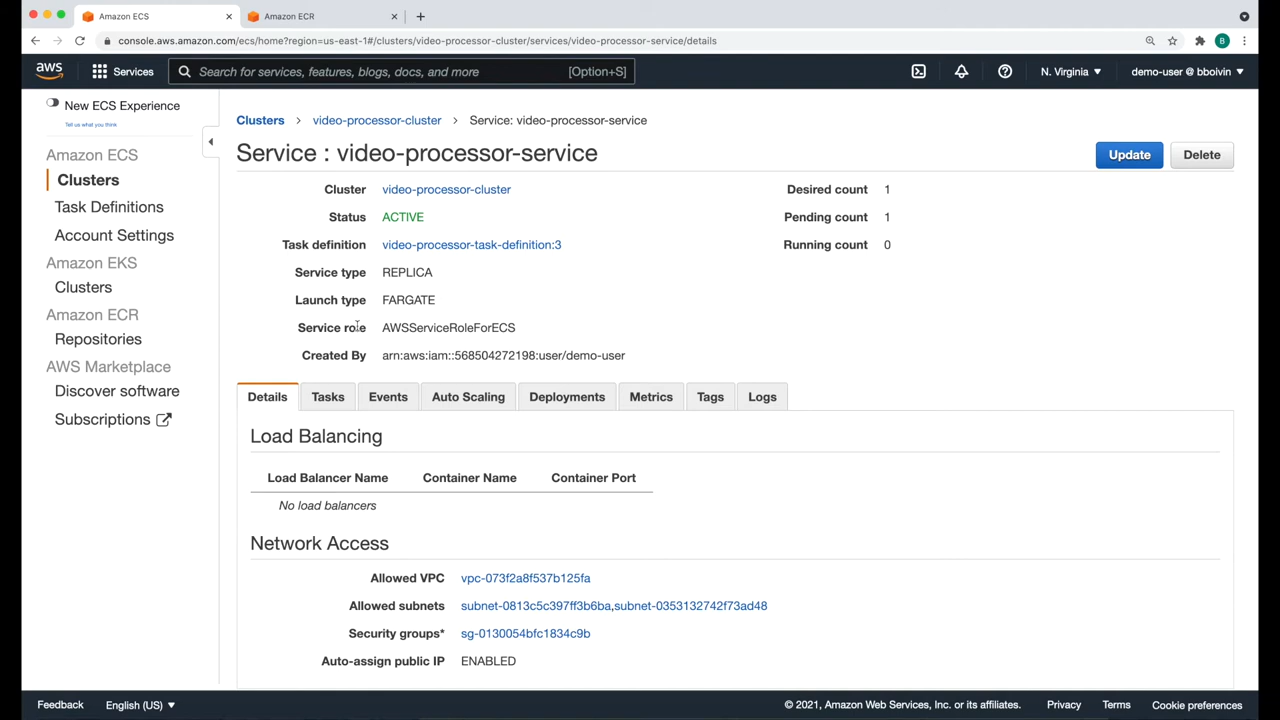 Amazon ECS
Amazon ECR
console.aws.amazon.com/ecs/home?region=us-east-1#/clusters/video-processor-cluster/services/video-processor-service/details
B
aws
Services
Search for services, features, blogs, docs, and more
[Option+S]
N. Virginia
demo-user @ bboivin
New ECS Experience
Tell us what you think
Amazon ECS
Clusters
Task Definitions
Account Settings
Amazon EKS
Clusters
Amazon ECR
Repositories
AWS Marketplace
Discover software
Subscriptions
Clusters > video-processor-cluster > Service: video-processor-service
Service : video-processor-service
Update
Delete
Cluster video-processor-cluster
Status ACTIVE
Task definition video-processor-task-definition:3
Service type REPLICA
Launch type FARGATE
Service role AWSServiceRoleForECS
Created By arn:aws:iam::568504272198:user/demo-user
Desired count 1
Pending count 1
Running count 0
Details Tasks Events Auto Scaling Deployments Metrics Tags Logs
Load Balancing
Load Balancer Name Container Name Container Port
No load balancers
Network Access
Allowed VPC vpc-073f2a8f537b125fa
Allowed subnets subnet-0813c5c397ff3b6ba,subnet-0353132742f73ad48
Security groups* sg-0130054bfc1834c9b
Auto-assign public IP ENABLED
Feedback English (US) © 2021, Amazon Web Services, Inc. or its affiliates. Privacy Terms Cookie preferences